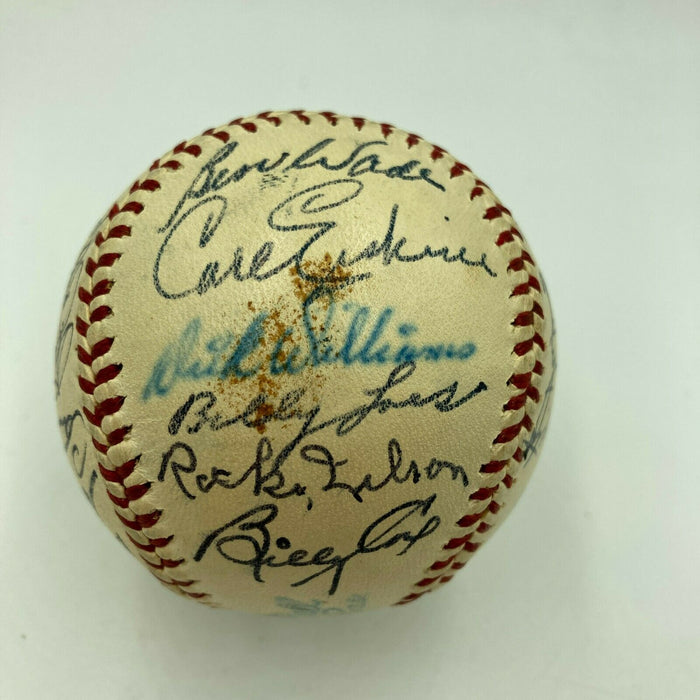 Ben Wade
Carl Erskine
Dick Williams
Billy Loes
Rocky Nelson
Billy Cox